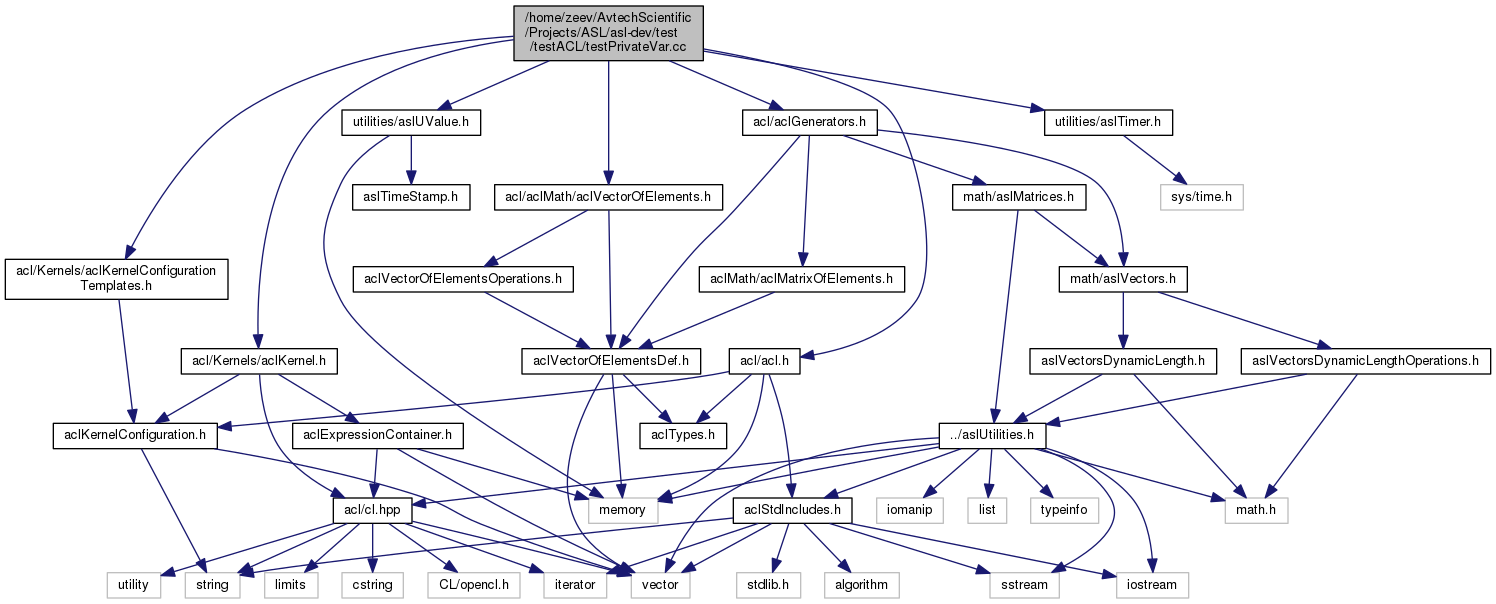 /home/zeev/AvtechScientific
/Projects/ASL/asl-dev/test
/testACL/testPrivateVar.cc
utilities/aslUValue.h
acl/aclGenerators.h
utilities/aslTimer.h
aslTimeStamp.h
acl/aclMath/aclVectorOfElements.h
math/aslMatrices.h
sys/time.h
acl/Kernels/aclKernelConfiguration
Templates.h
aclVectorOfElementsOperations.h
aclMath/aclMatrixOfElements.h
math/aslVectors.h
acl/Kernels/aclKernel.h
aclVectorOfElementsDef.h
acl/acl.h
aslVectorsDynamicLength.h
aslVectorsDynamicLengthOperations.h
aclKernelConfiguration.h
aclExpressionContainer.h
aclTypes.h
../aslUtilities.h
acl/cl.hpp
memory
aclStdIncludes.h
iomanip
list
typeinfo
math.h
utility
string
limits
cstring
CL/opencl.h
iterator
vector
stdlib.h
algorithm
sstream
iostream